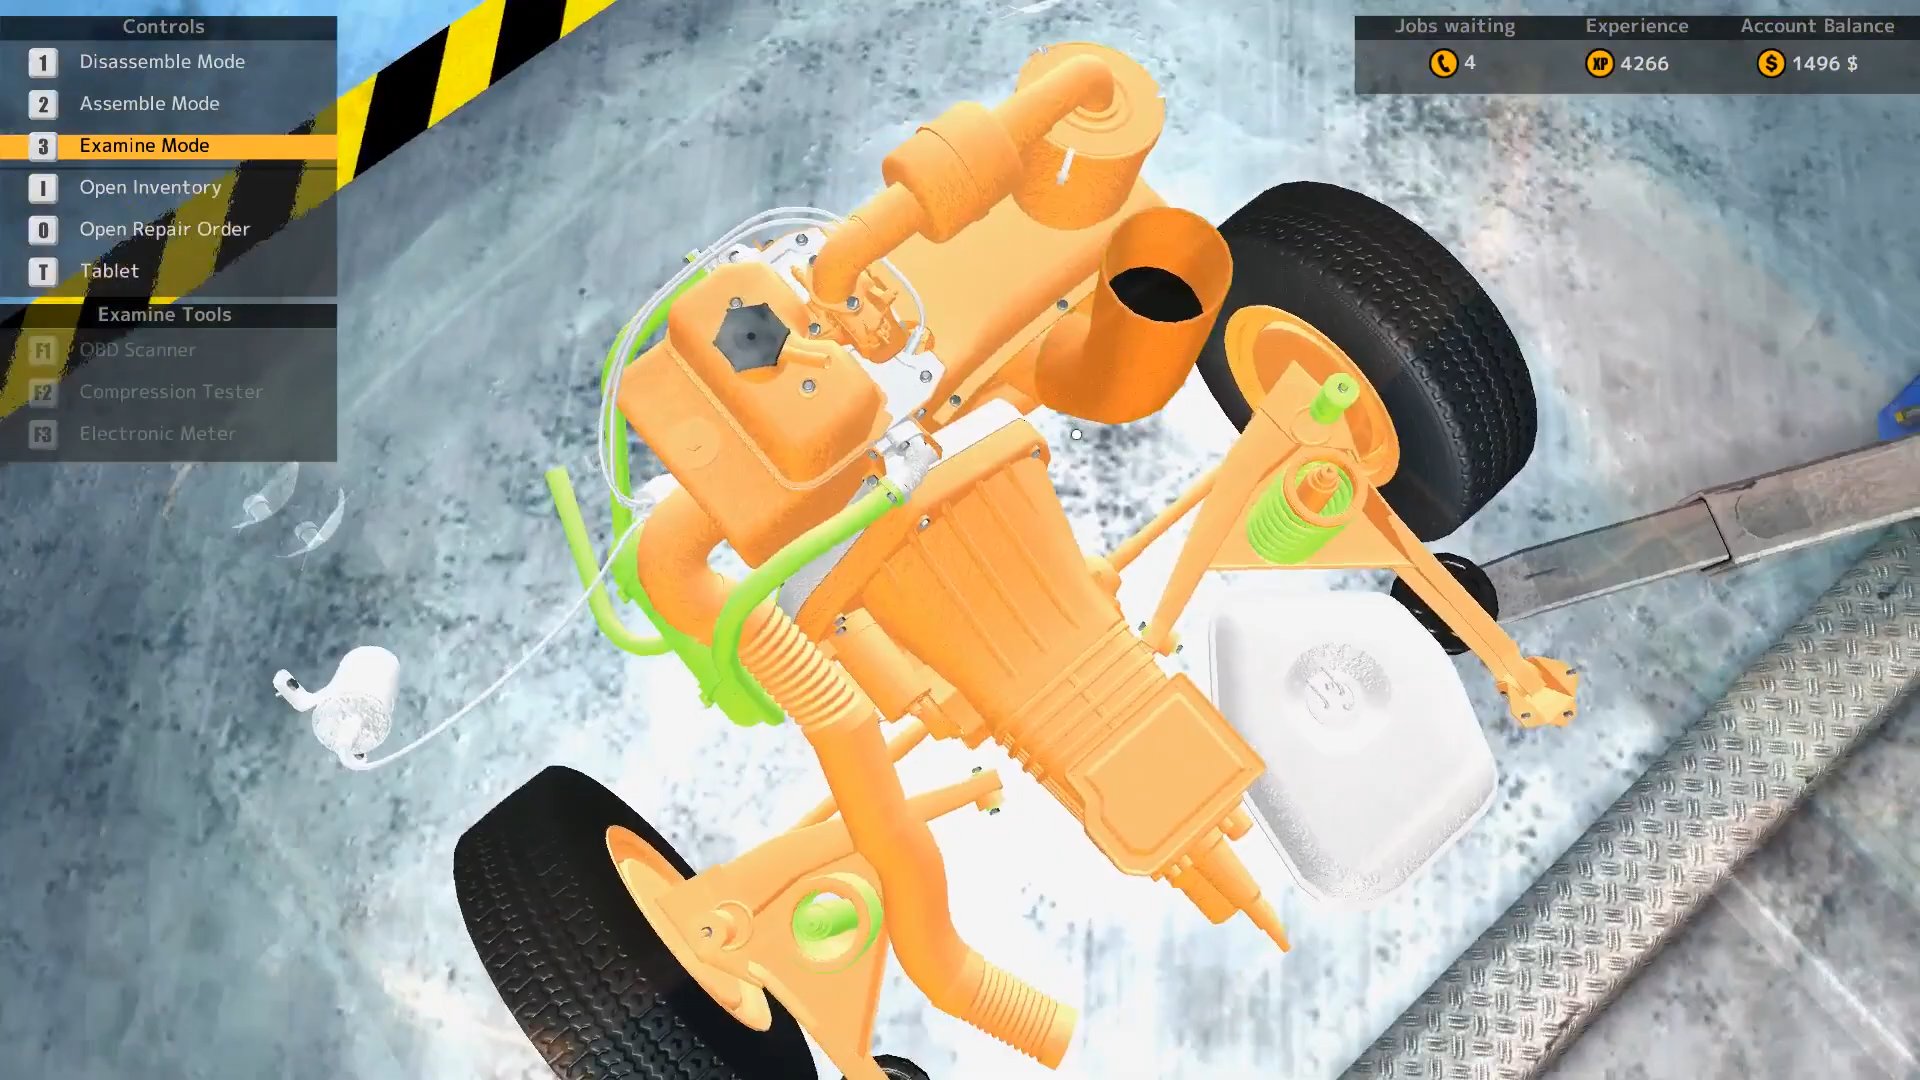 Controls
1 Disassemble Mode
2 Assemble Mode
3 Examine Mode
I Open Inventory
O Open Repair Order
T Tablet
Examine Tools
F1 OBD Scanner
F2 Compression Tester
F3 Electronic Meter
Jobs waiting Experience Account Balance
4 XP 4266 $ 1496 $